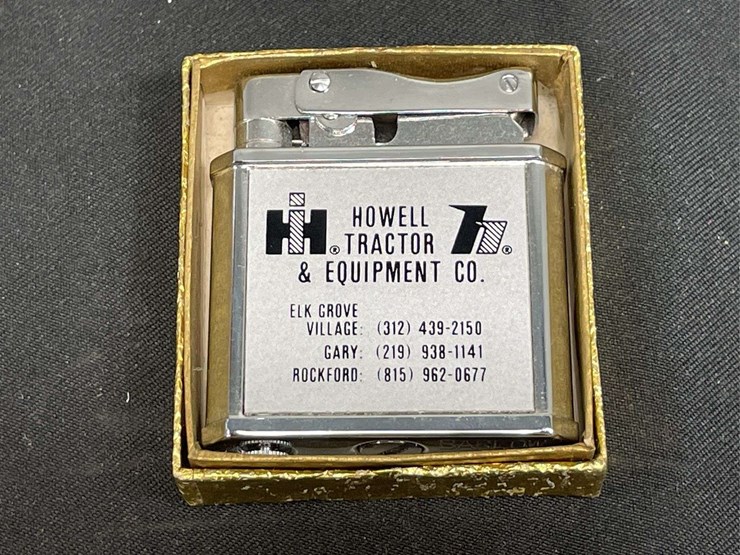 IH® HOWELL
TRACTOR
& EQUIPMENT CO.
®
ELK GROVE
VILLAGE: (312) 439-2150
GARY: (219) 938-1141
ROCKFORD: (815) 962-0677
BARLOW